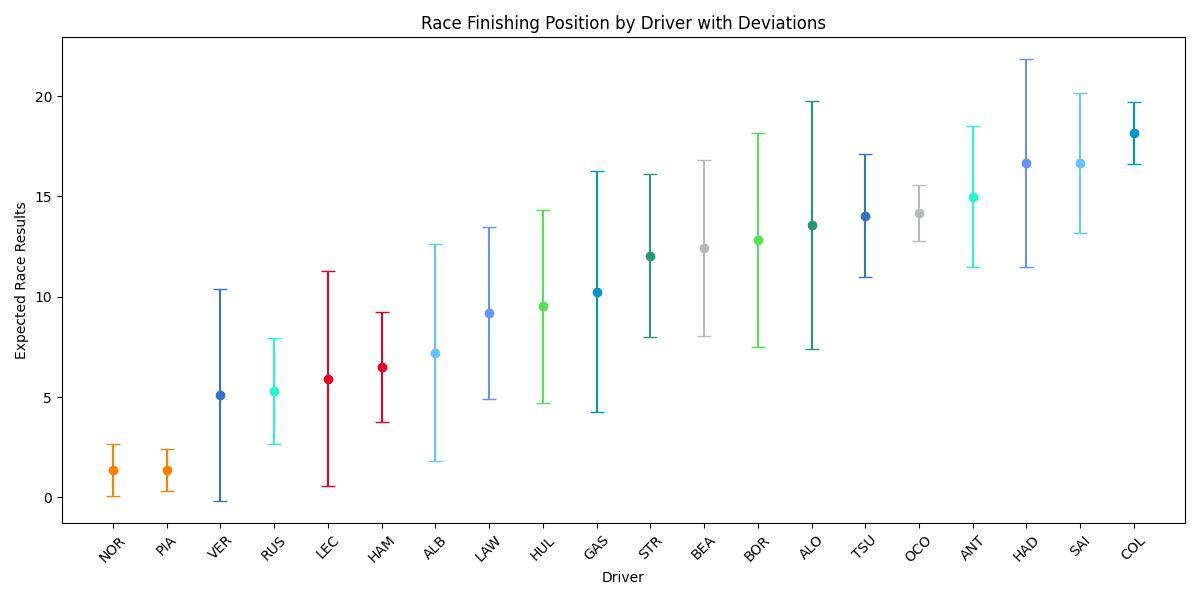 Race Finishing Position by Driver with Deviations
Expected Race Results
20
15
10
5
0
NOR PIA VER RUS LEC HAM ALB LAW HUL GAS STR BEA BOR ALO TSU OCO ANT HAD SAI COL
Driver